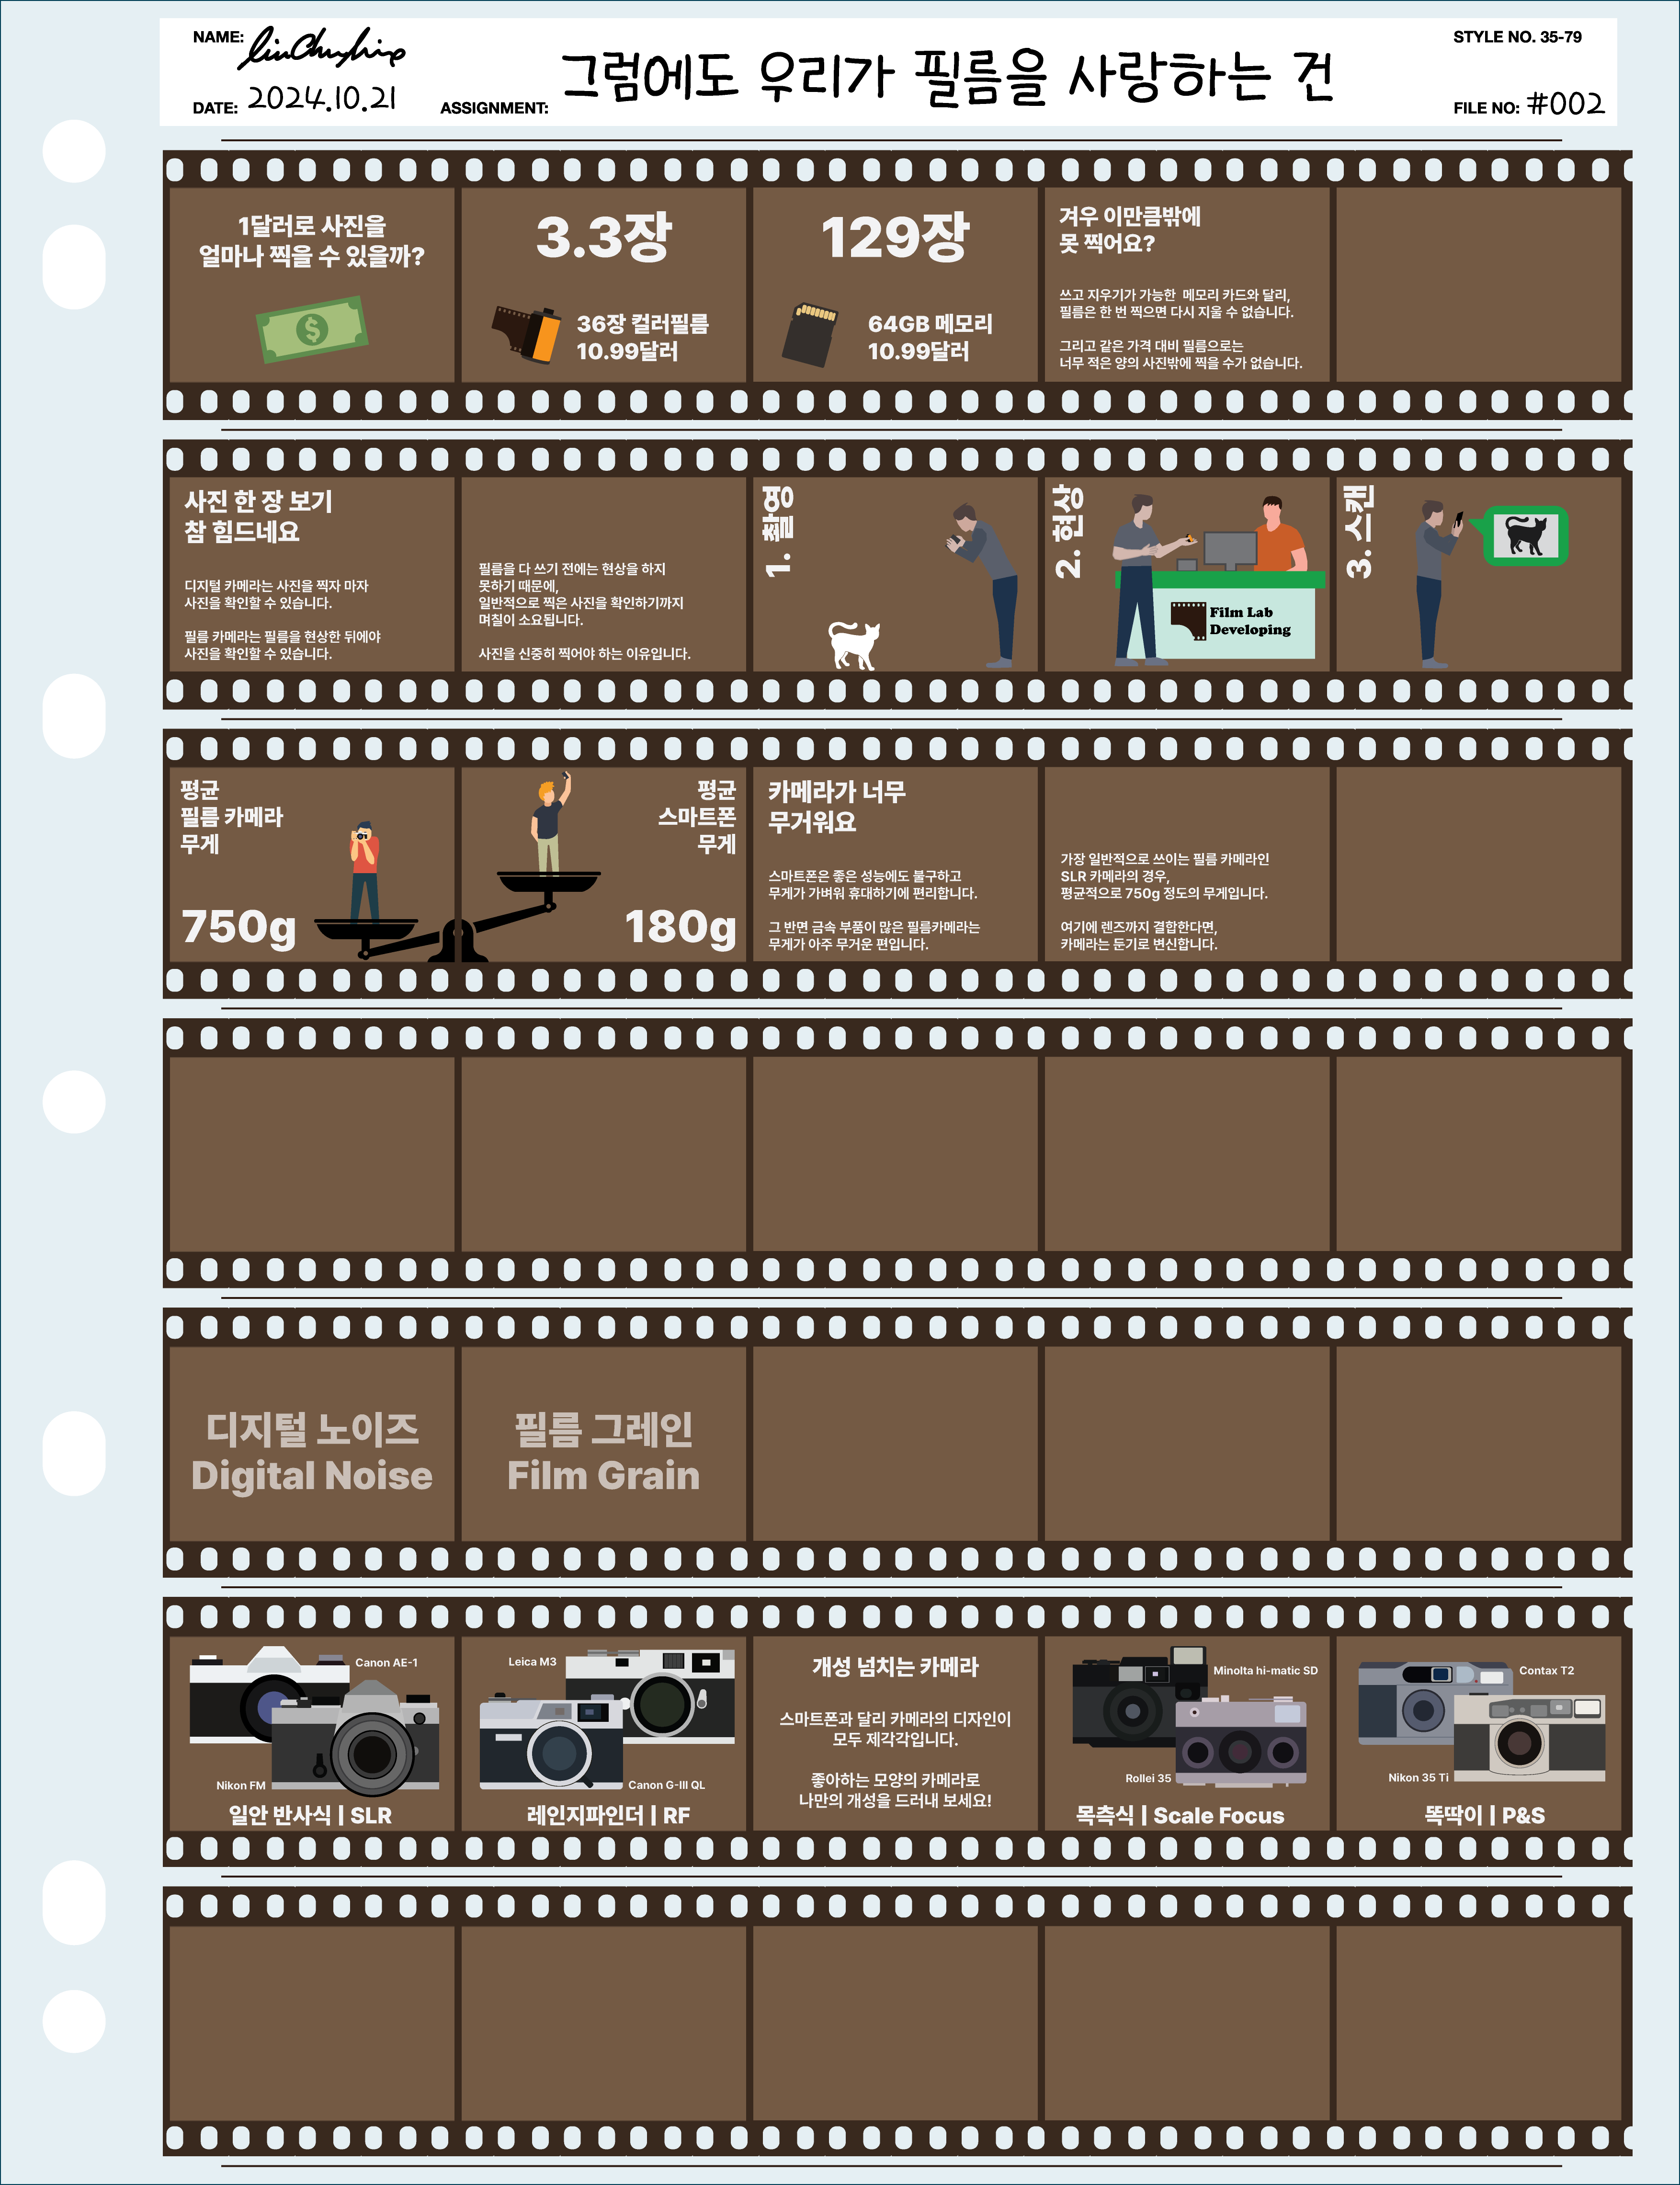 NAME:
DATE: 2024.10.21
ASSIGNMENT: 그럼에도 우리가 필름을 사랑하는 건
STYLE NO. 35-79
FILE NO: #002
1달러로 사진을
얼마나 찍을 수 있을까?
3.3장
36장 컬러필름
10.99달러
129장
64GB 메모리
10.99달러
겨우 이만큼밖에
못 찍어요?
쓰고 지우기가 가능한 메모리 카드와 달리,
필름은 한 번 찍으면 다시 지울 수 없습니다.
그리고 같은 가격 대비 필름으로는
너무 적은 양의 사진밖에 찍을 수가 없습니다.
사진 한 장 보기
참 힘드네요
디지털 카메라는 사진을 찍자 마자
사진을 확인할 수 있습니다.
필름 카메라는 필름을 현상한 뒤에야
사진을 확인할 수 있습니다.
필름을 다 쓰기 전에는 현상을 하지
못하기 때문에,
일반적으로 찍은 사진을 확인하기까지
며칠이 소요됩니다.
사진을 신중히 찍어야 하는 이유입니다.
1. 촬영
2. 현상
Film Lab
Developing
3. 스캔
평균
필름 카메라
무게
750g
평균
스마트폰
무게
180g
카메라가 너무
무거워요
스마트폰은 좋은 성능에도 불구하고
무게가 가벼워 휴대하기에 편리합니다.
그 반면 금속 부품이 많은 필름카메라는
무게가 아주 무거운 편입니다.
가장 일반적으로 쓰이는 필름 카메라인
SLR 카메라의 경우,
평균적으로 750g 정도의 무게입니다.
여기에 렌즈까지 결합한다면,
카메라는 둔기로 변신합니다.
디지털 노이즈
Digital Noise
필름 그레인
Film Grain
Canon AE-1
Nikon FM
일안 반사식 | SLR
Leica M3
Canon G-III QL
레인지파인더 | RF
개성 넘치는 카메라
스마트폰과 달리 카메라의 디자인이
모두 제각각입니다.
좋아하는 모양의 카메라로
나만의 개성을 드러내 보세요!
Minolta hi-matic SD
Rollei 35
목측식 | Scale Focus
Contax T2
Nikon 35 Ti
똑딱이 | P&S